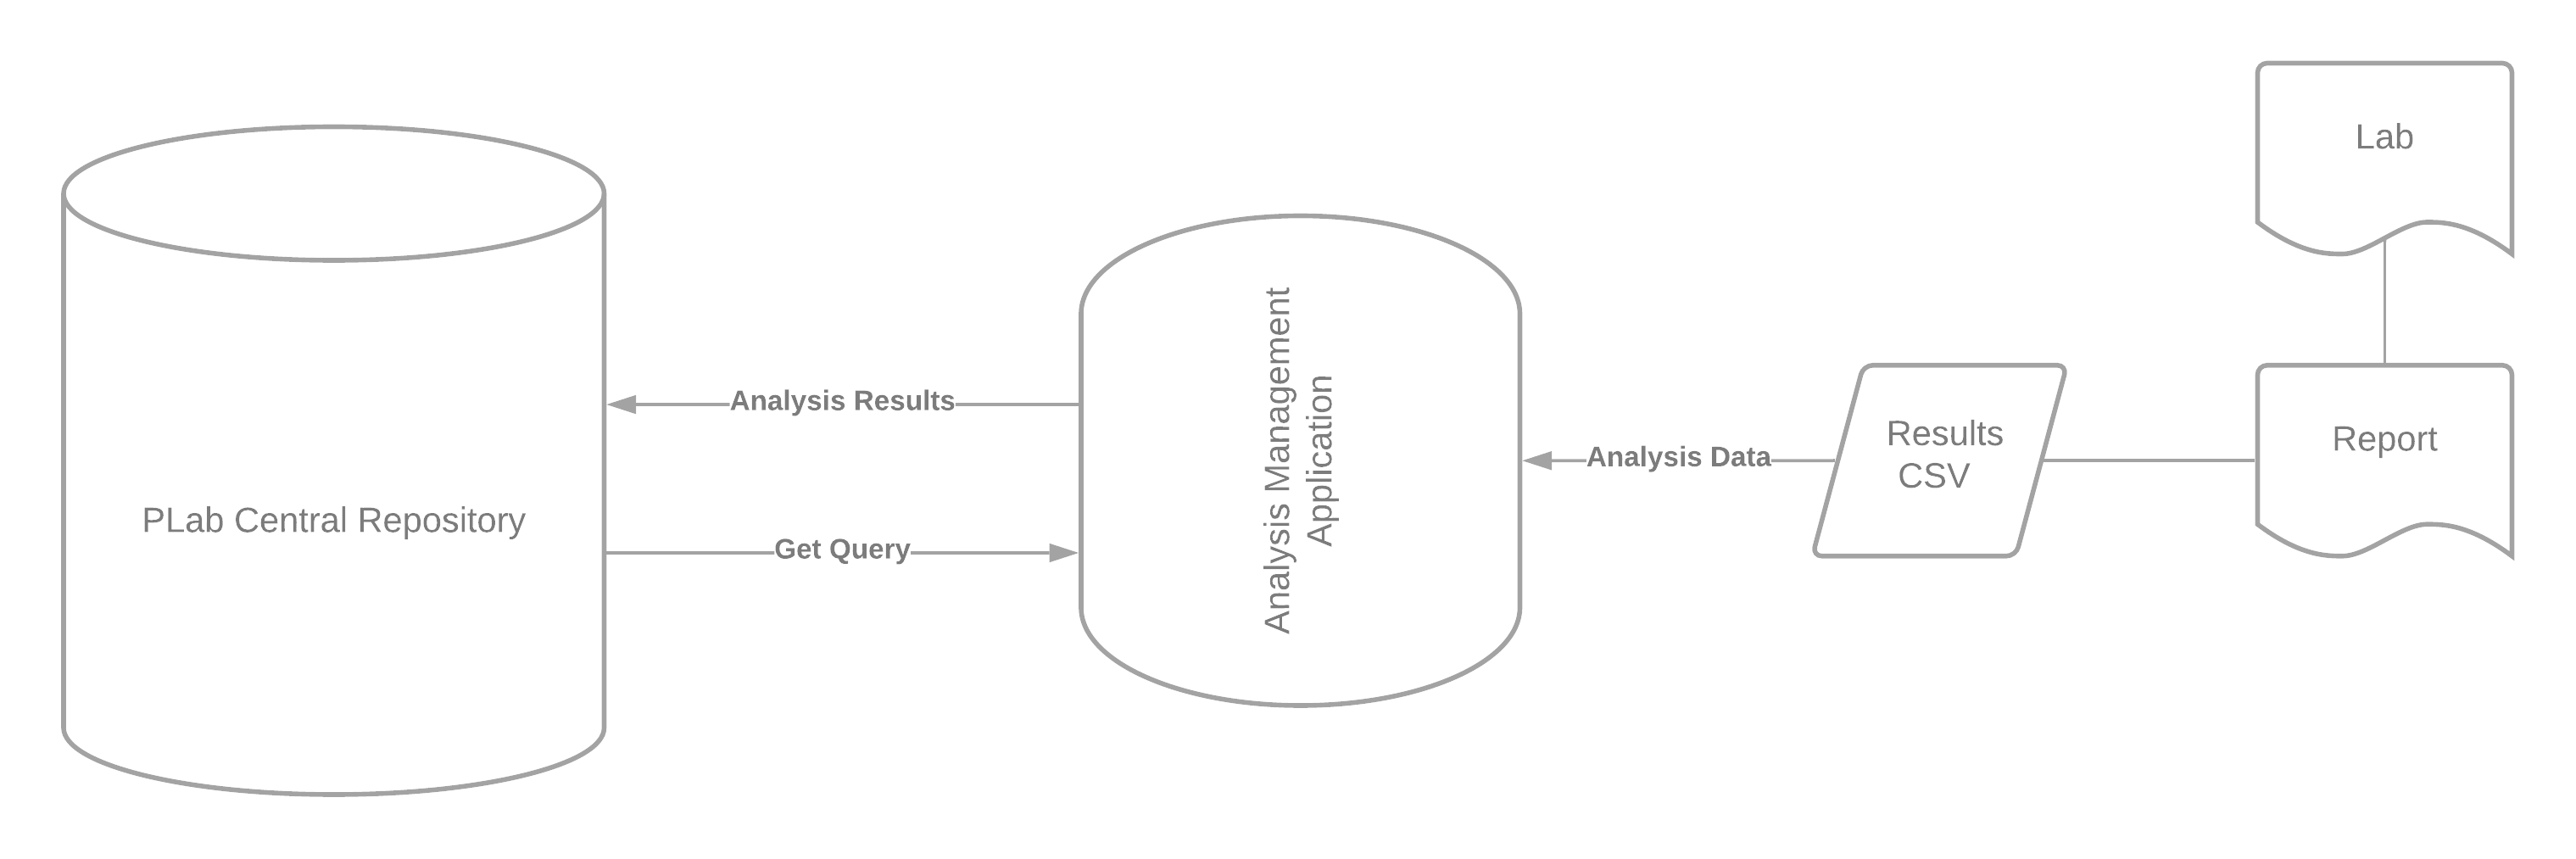 Lab
Analysis Results
Analysis Management
Application
Results
CSV
Report
Analysis Data
PLab Central Repository
Get Query